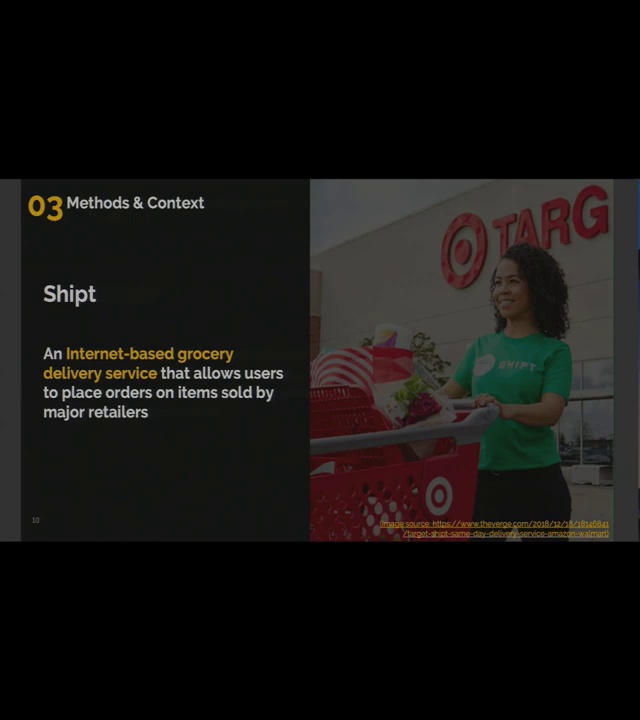 03 Methods & Context
TARG
Shipt
An Internet-based grocery
delivery service that allows users
to place orders on items sold by
major retailers
SHIPT
10
(Image source: https://www.theverge.com/2018/12/18/18146841
/target-shipt-same-day-delivery-service-amazon-walmart)